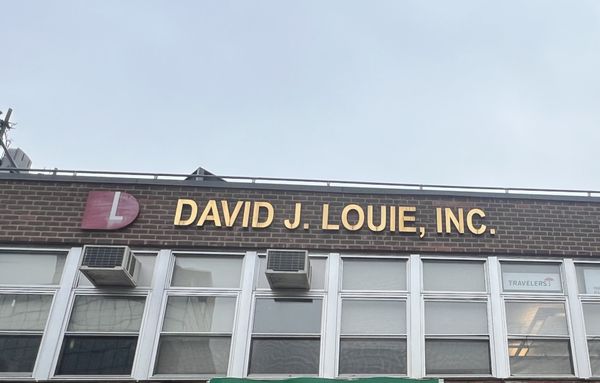 L
DAVID J. LOUIE, INC.
TRAVELERS